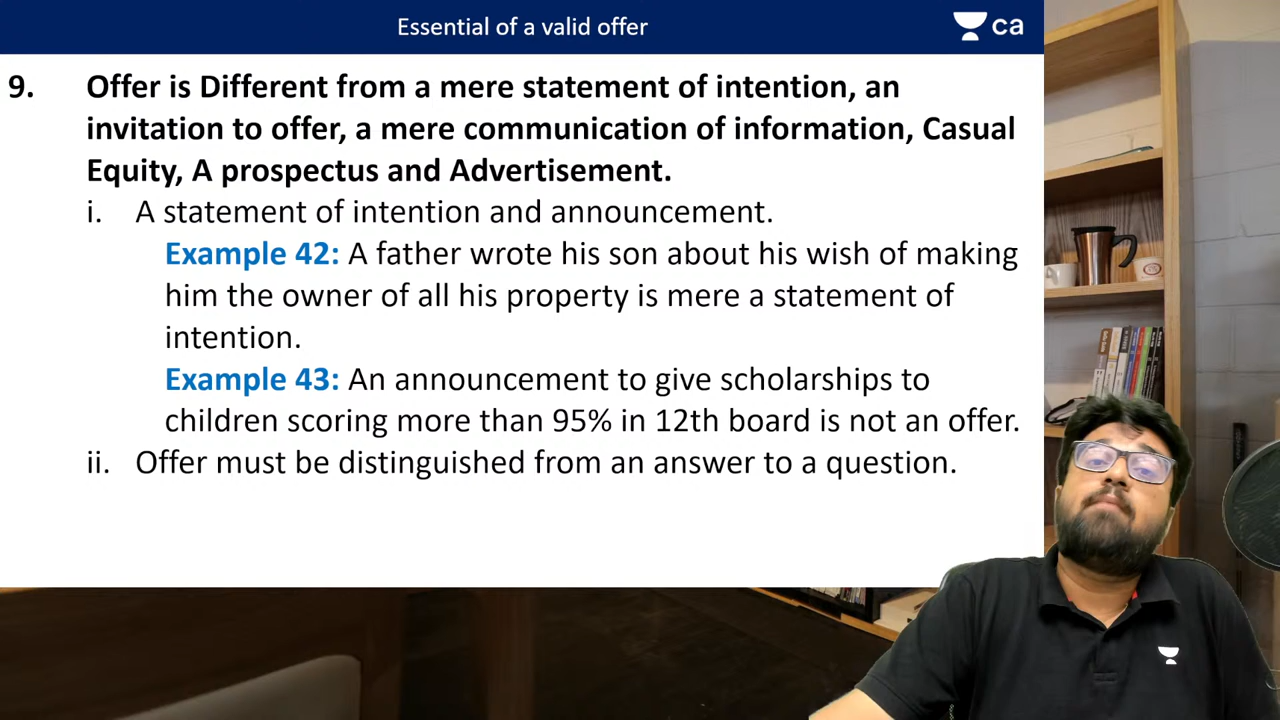 Essential of a valid offer
ca
9. Offer is Different from a mere statement of intention, an
invitation to offer, a mere communication of information, Casual
Equity, A prospectus and Advertisement.
i. A statement of intention and announcement.
Example 42: A father wrote his son about his wish of making
him the owner of all his property is mere a statement of
intention.
Example 43: An announcement to give scholarships to
children scoring more than 95% in 12th board is not an offer.
ii. Offer must be distinguished from an answer to a question.